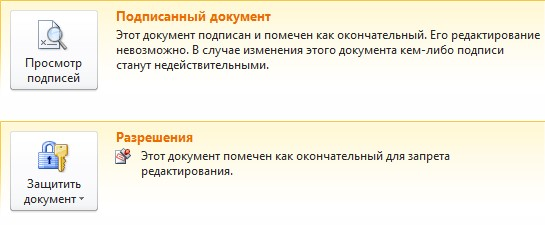 Подписанный документ
Этот документ подписан и помечен как окончательный. Его редактирование
невозможно. В случае изменения этого документа кем-либо подписи
станут недействительными.
Просмотр
подписей
Разрешения
Этот документ помечен как окончательный для запрета
редактирования.
Защитить
документ